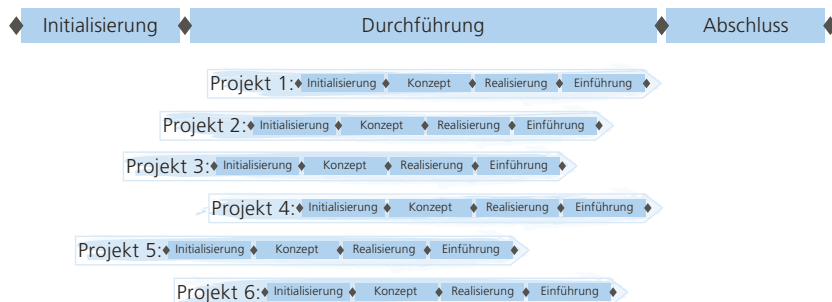 Initialisierung Durchführung Abschluss
Projekt 1: Initialisierung Konzept Realisierung Einführung
Projekt 2: Initialisierung Konzept Realisierung Einführung
Projekt 3: Initialisierung Konzept Realisierung Einführung
Projekt 4: Initialisierung Konzept Realisierung Einführung
Projekt 5: Initialisierung Konzept Realisierung Einführung
Projekt 6: Initialisierung Konzept Realisierung Einführung